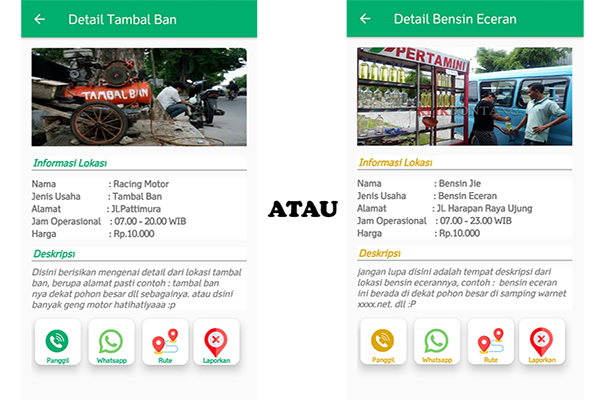 Detail Tambal Ban
TAMBAL BAN
Informasi Lokasi
Nama : Racing Motor
Jenis Usaha : Tambal Ban
Alamat : Jl.Pattimura
Jam Operasional : 07.00 - 20.00 WIB
Harga : Rp.10.000
Deskripsi
Disini berisikan mengenai detail dari lokasi tambal
ban, berupa alamat pasti contoh : tambal ban
nya dekat pohon besar dll sebagainya. atau dsini
banyak geng motor hatihatiyaaa :p
Panggil
Whatsapp
Rute
Laporkan
ATAU
Detail Bensin Eceran
PERTAMINI
Informasi Lokasi
Nama : Bensin Jie
Jenis Usaha : Bensin Eceran
Alamat : Jl. Harapan Raya Ujung
Jam Operasional : 07.00 - 23.00 WIB
Harga : Rp.10.000
Deskripsi
jangan lupa disini adalah tempat deskripsi dari
lokasi bensin ecerannya, contoh : bensin eceran
ini berada di dekat pohon besar di samping warnet
xxxx.net. dll :P
Panggil
Whatsapp
Rute
Laporkan